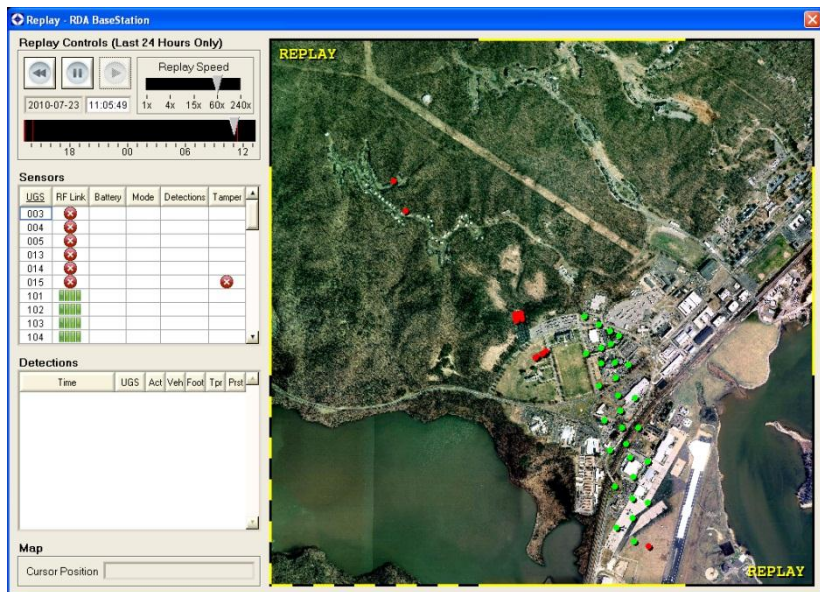 Replay - RDA BaseStation
Replay Controls (Last 24 Hours Only)
REPLAY
Replay Speed
2010-07-23 11:05:49
1x 4x 15x 60x 240x
18 00 06 12
Sensors
UGS RF Link Battery Mode Detections Tamper
003
004
005
013
014
015
101
102
103
104
Detections
Time UGS Act Veh Foot Tpr Prst
Map
Cursor Position
REPLAY